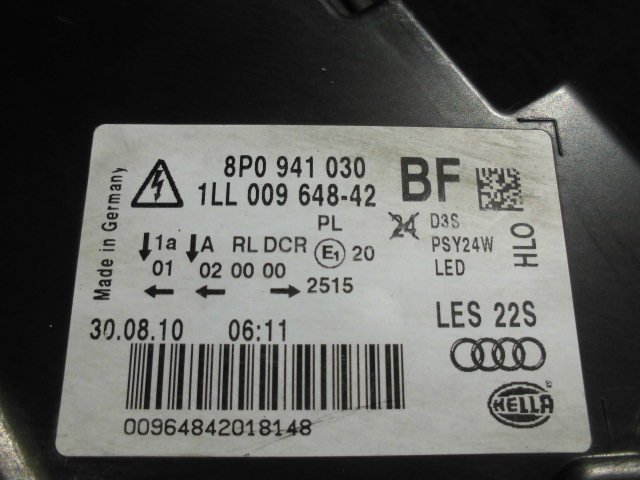 Made in Germany
8P0 941 030
1LL 009 648-42
BF
PL
24
D3S
PSY24W
LED
HLO
1a A RL DCR E1 20
01 02 00 00
2515
LES 22S
30.08.10 06:11
00964842018148
HELLA